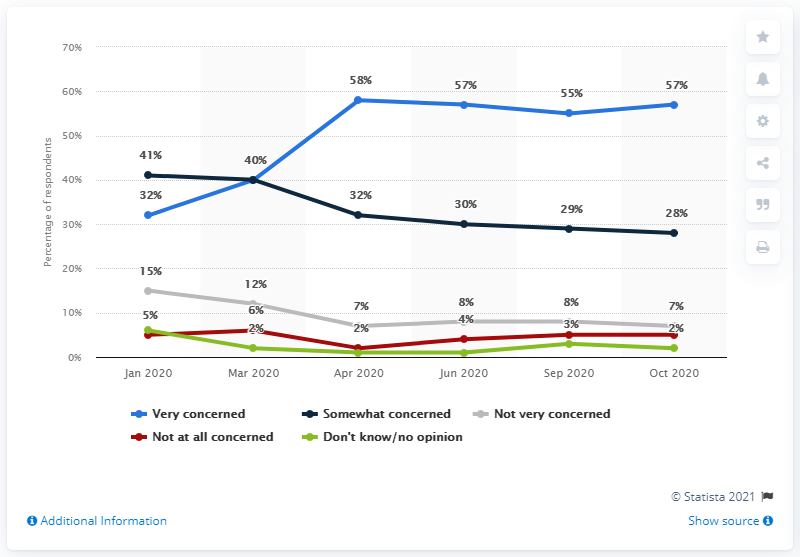 70%
60%
50%
40%
30%
20%
10%
0%
Percentage of respondents
58%
57%
55%
57%
41%
40%
32%
32%
30%
29%
28%
15%
12%
7%
8%
8%
7%
5%
6%
2%
2%
4%
3%
2%
Jan 2020
Mar 2020
Apr 2020
Jun 2020
Sep 2020
Oct 2020
Very concerned
Somewhat concerned
Not very concerned
Not at all concerned
Don't know/no opinion
© Statista 2021
Additional Information
Show source